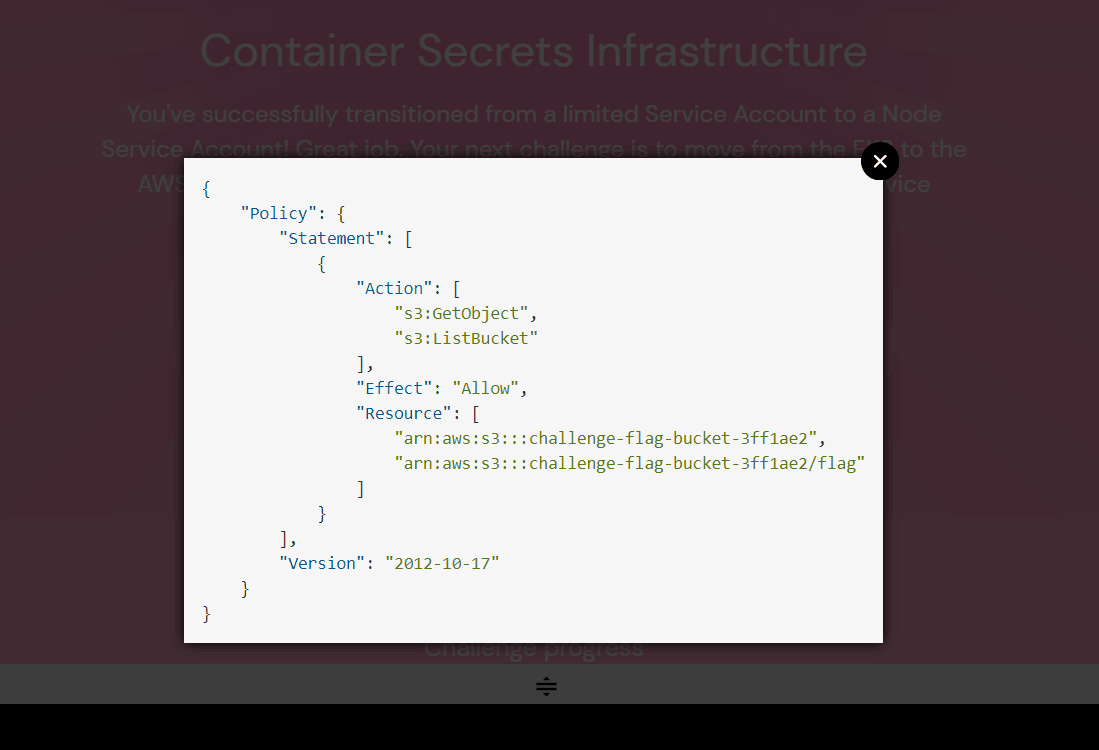 Container Secrets Infrastructure
You've successfully transitioned from a limited Service Account to a Node
Service Account! Great job. Your next challenge is to move from the EKS to the
AWS
vice
{
"Policy": {
"Statement": [
{
"Action": [
"s3:GetObject",
"s3:ListBucket"
],
"Effect": "Allow",
"Resource": [
"arn:aws:s3:::challenge-flag-bucket-3ff1ae2",
"arn:aws:s3:::challenge-flag-bucket-3ff1ae2/flag"
]
}
],
"Version": "2012-10-17"
}
}
Challenge progress